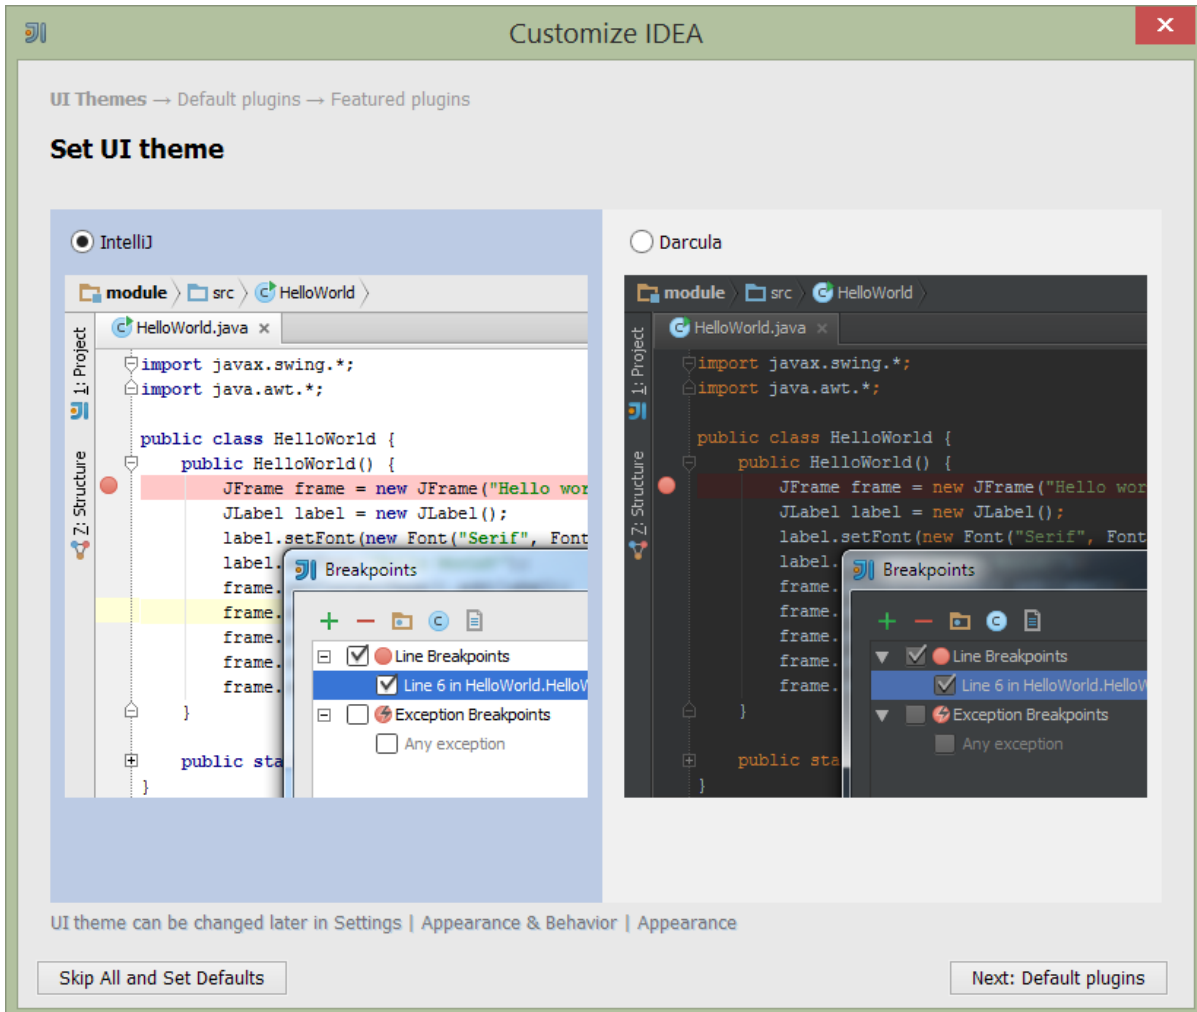 Customize IDEA
UI Themes → Default plugins → Featured plugins
Set UI theme
IntelliJ
module src HelloWorld
HelloWorld.java
1: Project
Z: Structure
import javax.swing.*;
import java.awt.*;
public class HelloWorld {
public HelloWorld() {
JFrame frame = new JFrame("Hello wor
JLabel label = new JLabel();
label.setFont(new Font("Serif", Font
label.
frame.
frame.
frame.
frame.
frame.
}
public sta
}
Breakpoints
Line Breakpoints
Line 6 in HelloWorld.HelloW
Exception Breakpoints
Any exception
Darcula
module src HelloWorld
HelloWorld.java
1: Project
Z: Structure
import javax.swing.*;
import java.awt.*;
public class HelloWorld {
public HelloWorld() {
JFrame frame = new JFrame("Hello wor
JLabel label = new JLabel();
label.setFont(new Font("Serif", Font
label.
frame.
frame.
frame.
frame.
frame.
}
public sta
}
Breakpoints
Line Breakpoints
Line 6 in HelloWorld.HelloW
Exception Breakpoints
Any exception
UI theme can be changed later in Settings | Appearance & Behavior | Appearance
Skip All and Set Defaults
Next: Default plugins